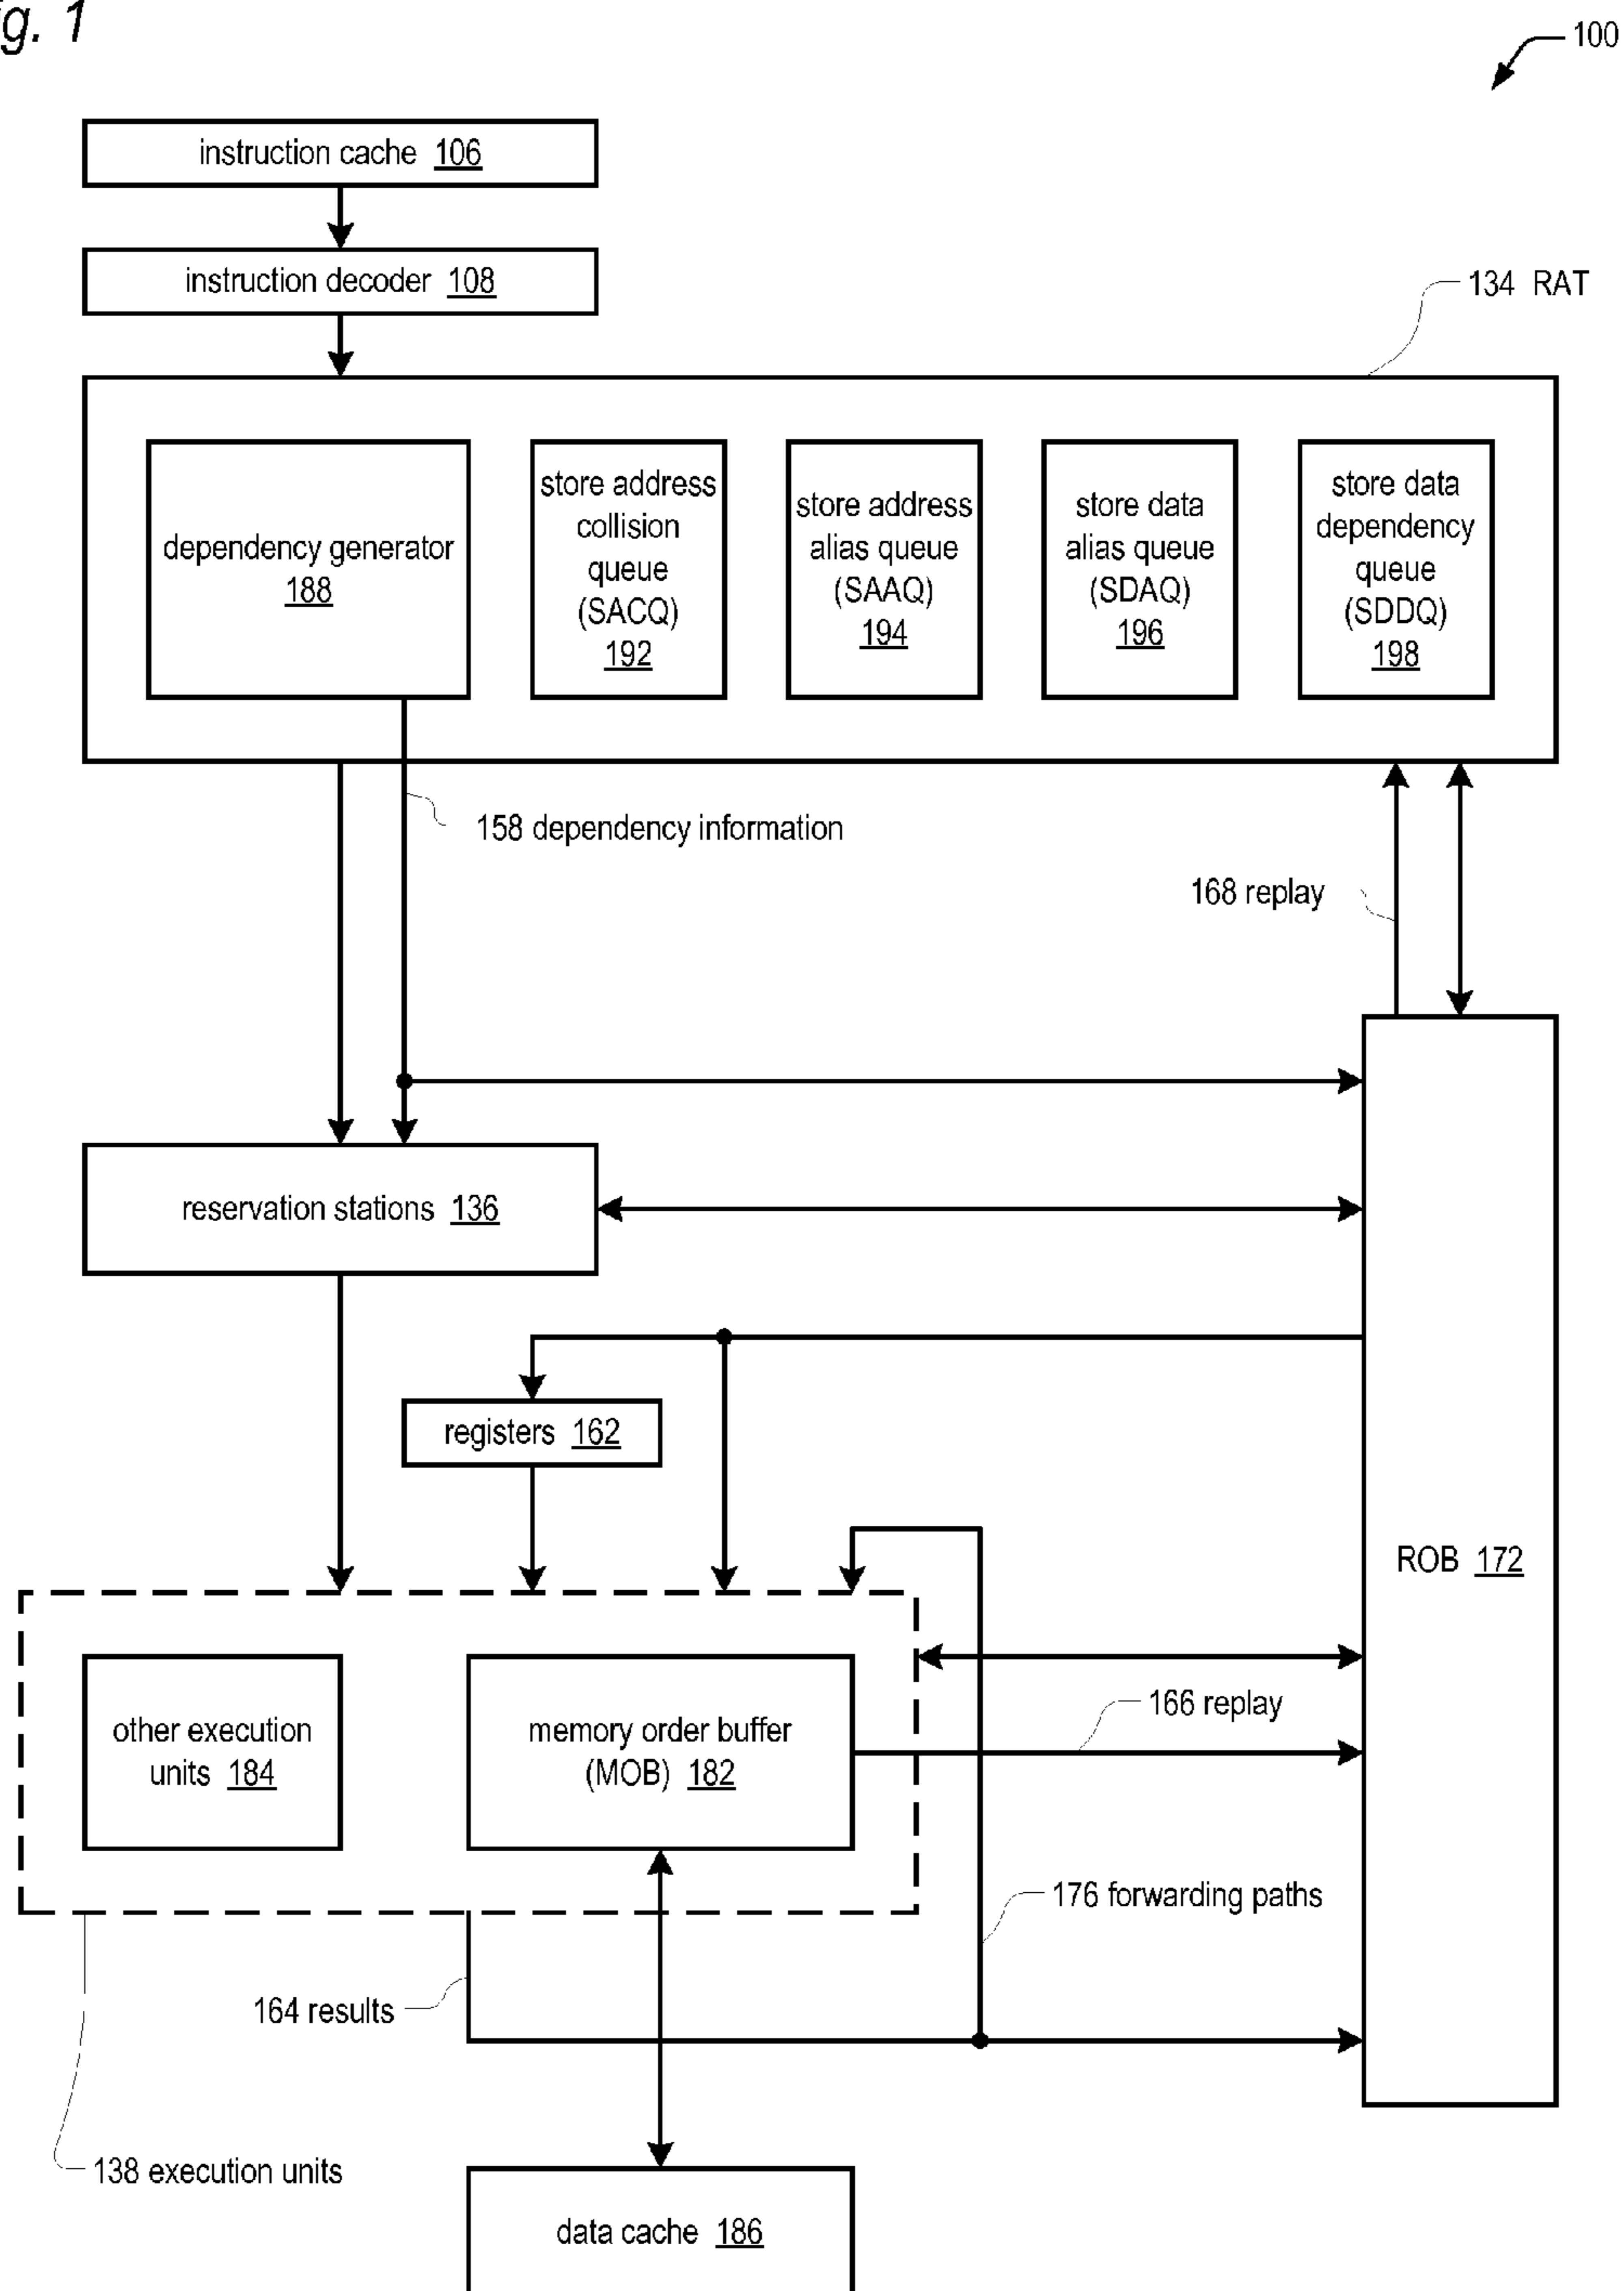 g. 1
100
instruction cache 106
instruction decoder 108
134 RAT
dependency generator
188
store address
collision
queue
(SACQ)
192
store address
alias queue
(SAAQ)
194
store data
alias queue
(SDAQ)
196
store data
dependency
queue
(SDDQ)
198
158 dependency information
168 replay
reservation stations 136
registers 162
ROB 172
other execution
units 184
memory order buffer
(MOB) 182
166 replay
176 forwarding paths
164 results
138 execution units
data cache 186